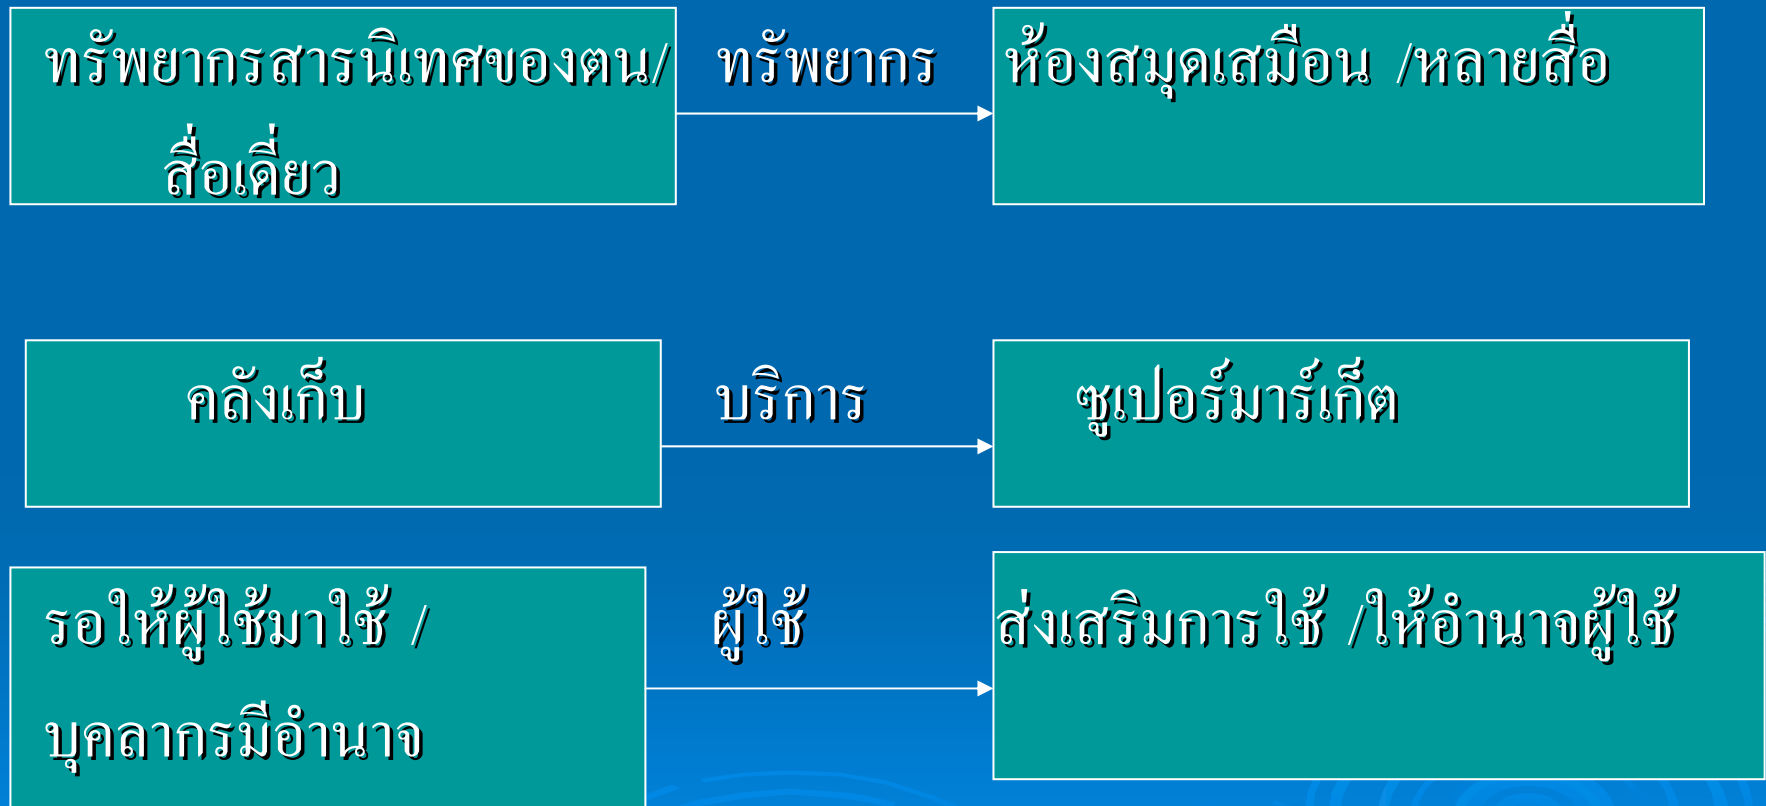 ทรัพยากรสารนิเทศของตน/
สื่อเดี่ยว
ทรัพยากร
ห้องสมุดเสมือน /หลายสื่อ
คลังเก็บ
บริการ
ซูเปอร์มาร์เก็ต
รอให้ผู้ใช้มาใช้ /
บุคลากรมีอำนาจ
ผู้ใช้
ส่งเสริมการใช้ /ให้อำนาจผู้ใช้